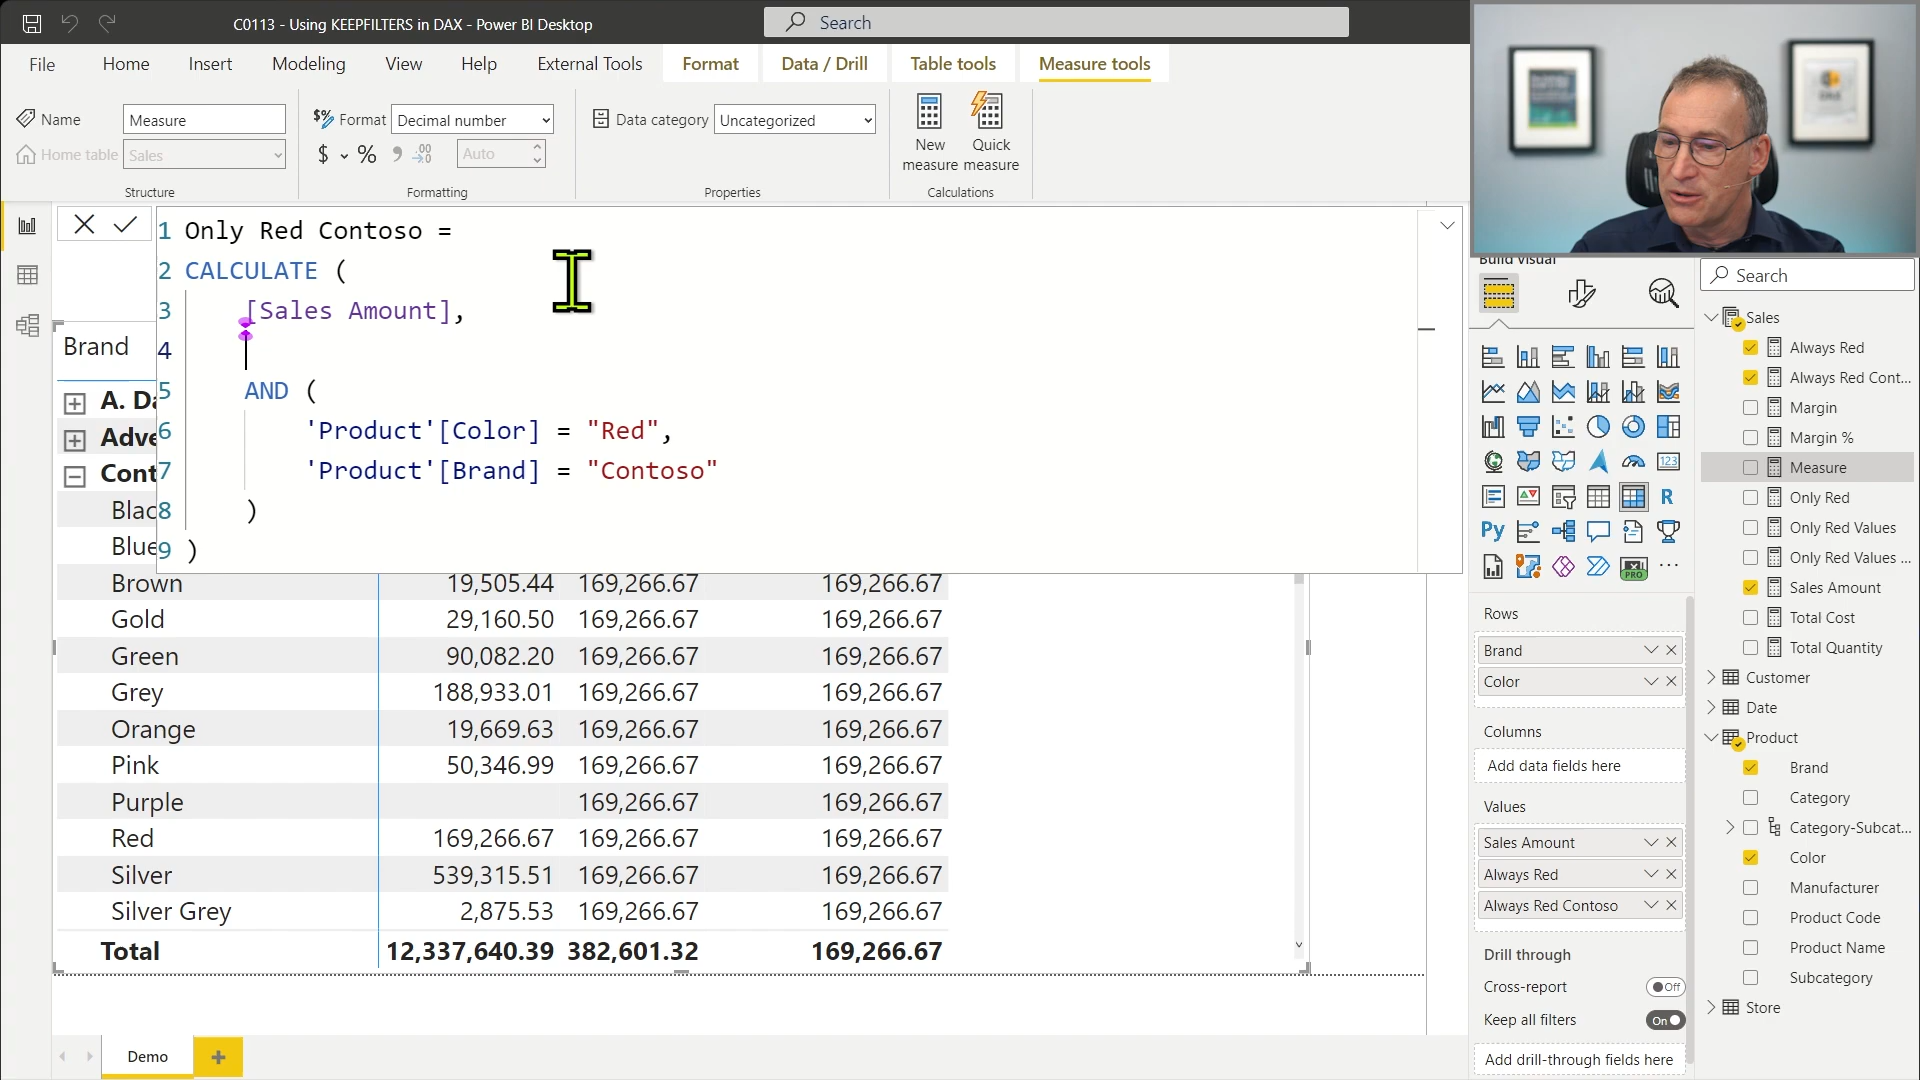 C0113 - Using KEEPFILTERS in DAX - Power BI Desktop
Search
File
Home
Insert
Modeling
View
Help
External Tools
Format
Data / Drill
Table tools
Measure tools
Name
Measure
Home table
Sales
Structure
Format
Decimal number
$
%
Auto
Formatting
Data category
Uncategorized
Properties
New measure
Quick measure
Calculations
1 Only Red Contoso =
2 CALCULATE (
3 [Sales Amount],
4
5 AND (
6 'Product'[Color] = "Red",
7 'Product'[Brand] = "Contoso"
8 )
9 )
Brand
A. Da
Adve
Cont
Blac
Blue
Brown 19,505.44 169,266.67 169,266.67
Gold 29,160.50 169,266.67 169,266.67
Green 90,082.20 169,266.67 169,266.67
Grey 188,933.01 169,266.67 169,266.67
Orange 19,669.63 169,266.67 169,266.67
Pink 50,346.99 169,266.67 169,266.67
Purple 169,266.67 169,266.67
Red 169,266.67 169,266.67 169,266.67
Silver 539,315.51 169,266.67 169,266.67
Silver Grey 2,875.53 169,266.67 169,266.67
Total 12,337,640.39 382,601.32 169,266.67
Demo
+
Build visual
123
R
Py
PRO
...
Rows
Brand
Color
Columns
Add data fields here
Values
Sales Amount
Always Red
Always Red Contoso
Drill through
Cross-report Off
Keep all filters On
Add drill-through fields here
Search
Sales
Always Red
Always Red Cont...
Margin
Margin %
Measure
Only Red
Only Red Values
Only Red Values ...
Sales Amount
Total Cost
Total Quantity
Customer
Date
Product
Brand
Category
Category-Subcat...
Color
Manufacturer
Product Code
Product Name
Subcategory
Store